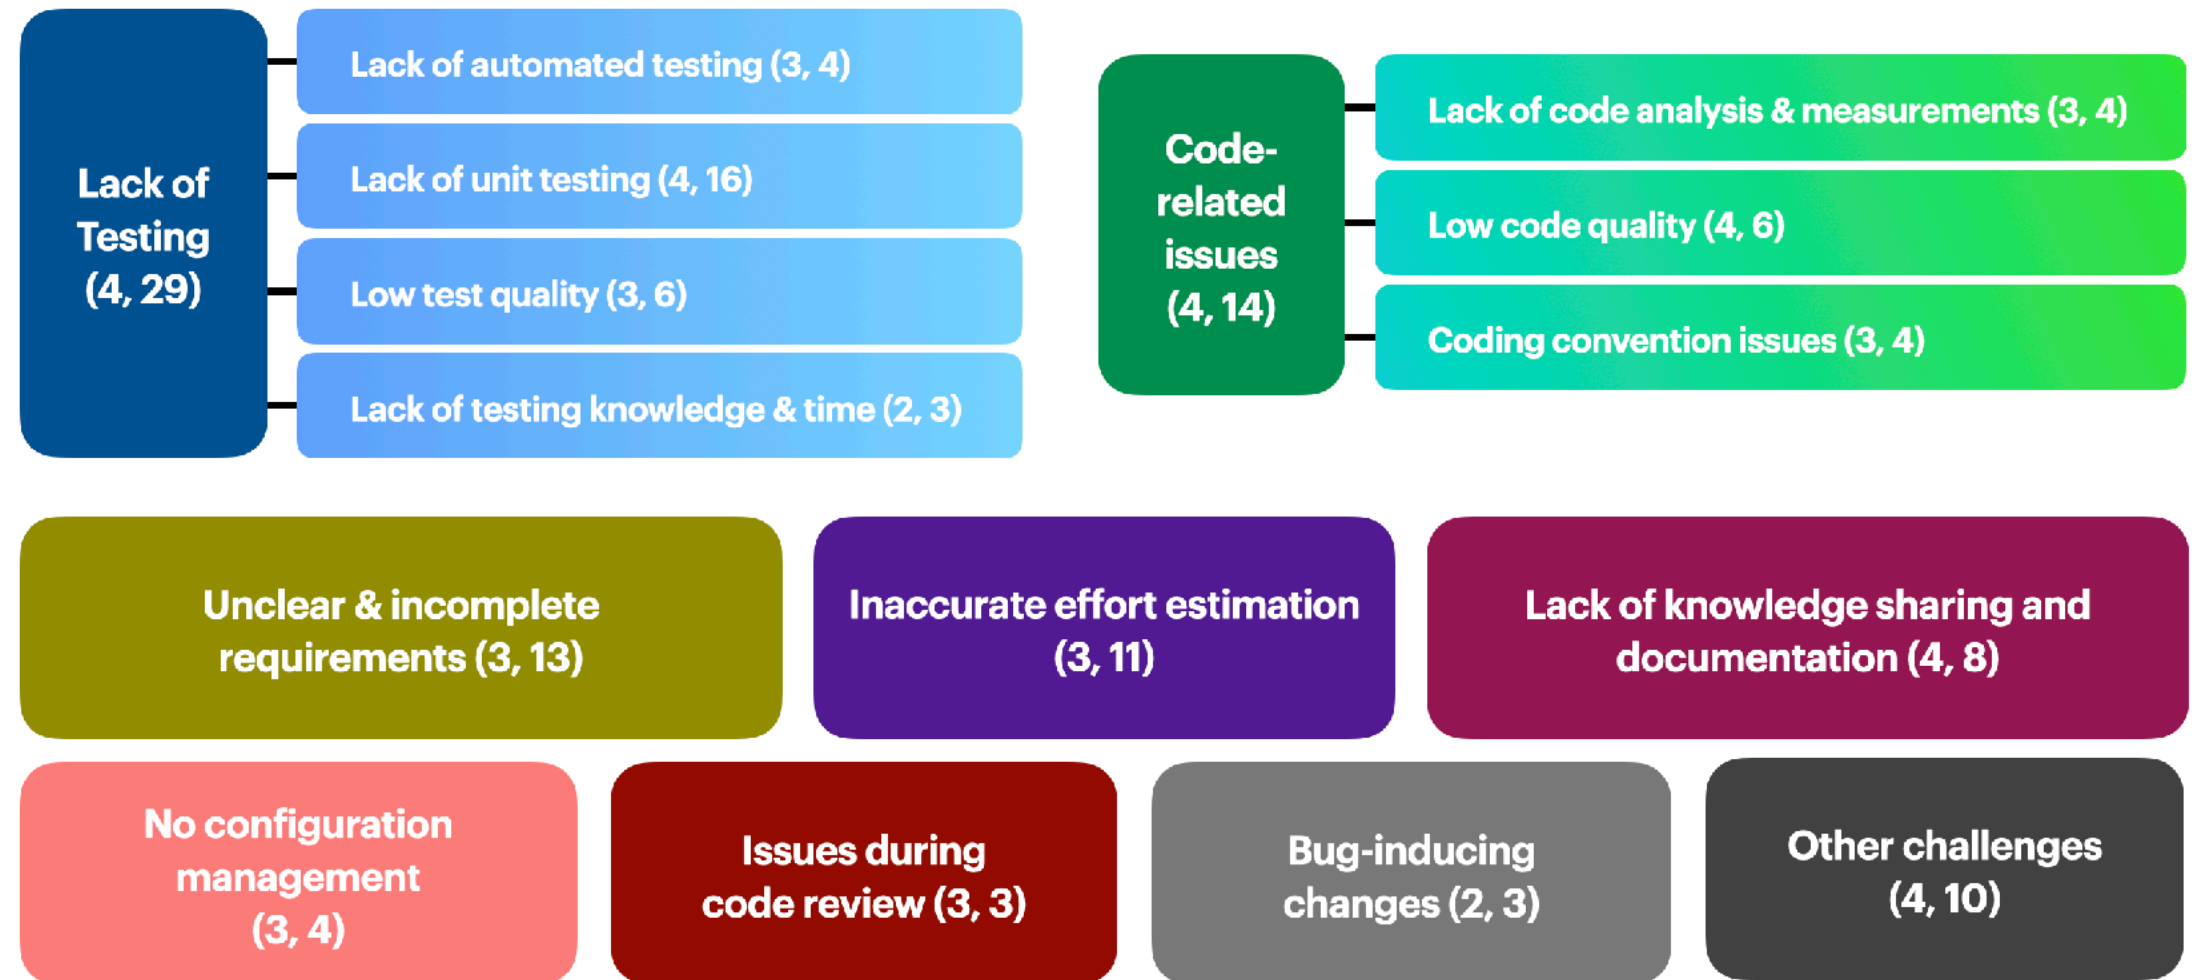 Lack of
Testing
(4, 29)
Lack of automated testing (3, 4)
Lack of unit testing (4, 16)
Low test quality (3, 6)
Lack of testing knowledge & time (2, 3)
Code-
related
issues
(4, 14)
Lack of code analysis & measurements (3, 4)
Low code quality (4, 6)
Coding convention issues (3, 4)
Unclear & incomplete
requirements (3, 13)
Inaccurate effort estimation
(3, 11)
Lack of knowledge sharing and
documentation (4, 8)
No configuration
management
(3, 4)
Issues during
code review (3, 3)
Bug-inducing
changes (2, 3)
Other challenges
(4, 10)